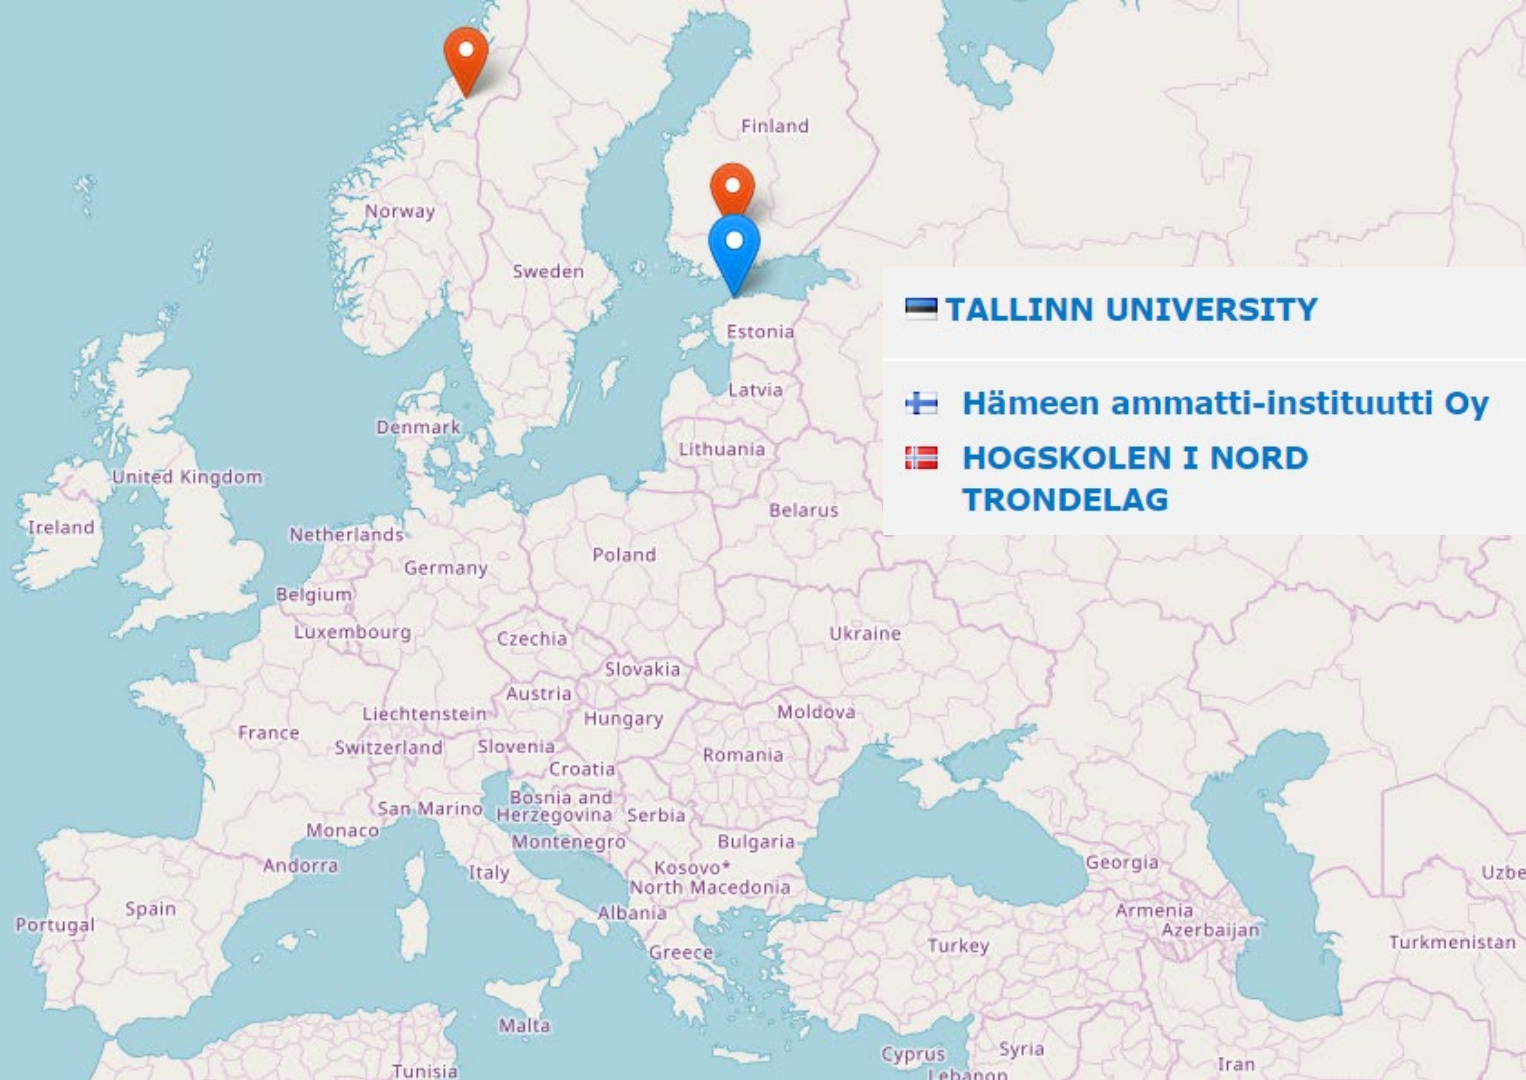 Finland
Norway
Sweden
TALLINN UNIVERSITY
Estonia
Latvia
Hämeen ammatti-instituutti Oy
Denmark
Lithuania
HOGSKOLEN I NORD
TRONDELAG
United Kingdom
Belarus
Ireland
Netherlands
Poland
Germany
Belgium
Luxembourg
Czechia
Ukraine
Slovakia
Austria
Liechtenstein
Hungary
Moldova
France
Switzerland
Slovenia
Romania
Croatia
Bosnia and
Herzegovina
San Marino
Serbia
Monaco
Montenegro
Bulgaria
Andorra
Italy
Kosovo*
Georgia
Uzbe
North Macedonia
Spain
Albania
Armenia
Portugal
Azerbaijan
Greece
Turkey
Turkmenistan
Malta
Cyprus
Syria
Iran
Tunisia
Lebanon